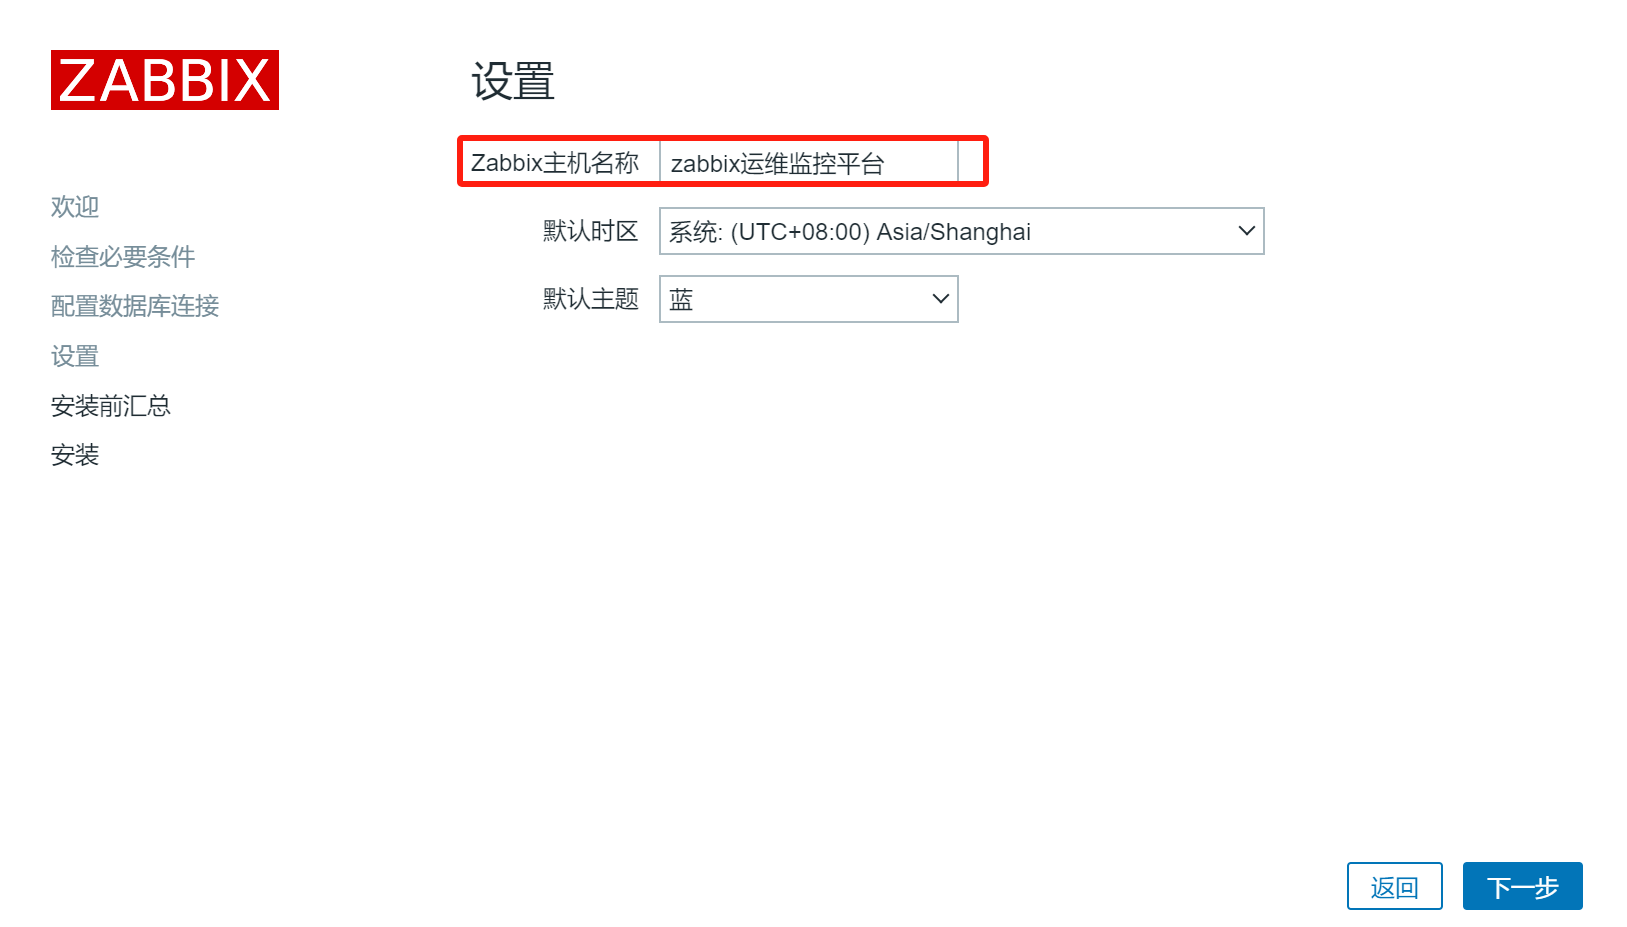 ZABBIX
欢迎
检查必要条件
配置数据库连接
设置
安装前汇总
安装
设置
Zabbix主机名称 zabbix运维监控平台
默认时区 系统: (UTC+08:00) Asia/Shanghai
默认主题 蓝
返回 下一步